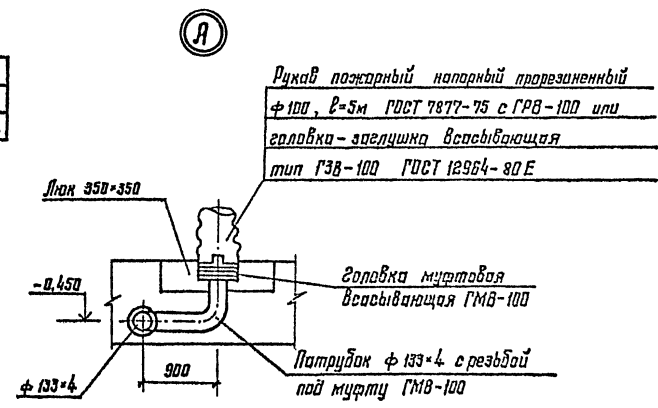 А
Рукав пожарный напорный прорезиненный
ф100, ℓ=5м ГОСТ 7877-75 с ГРВ-100 или
головка-заглушка всасывающая
тип ГЗВ-100 ГОСТ 12964-80Е
Люк 350×350
Головка муфтовая
всасывающая ГМВ-100
-0,450
Патрубок ф 133×4 с резьбой
под муфту ГМВ-100
900
ф 133×4